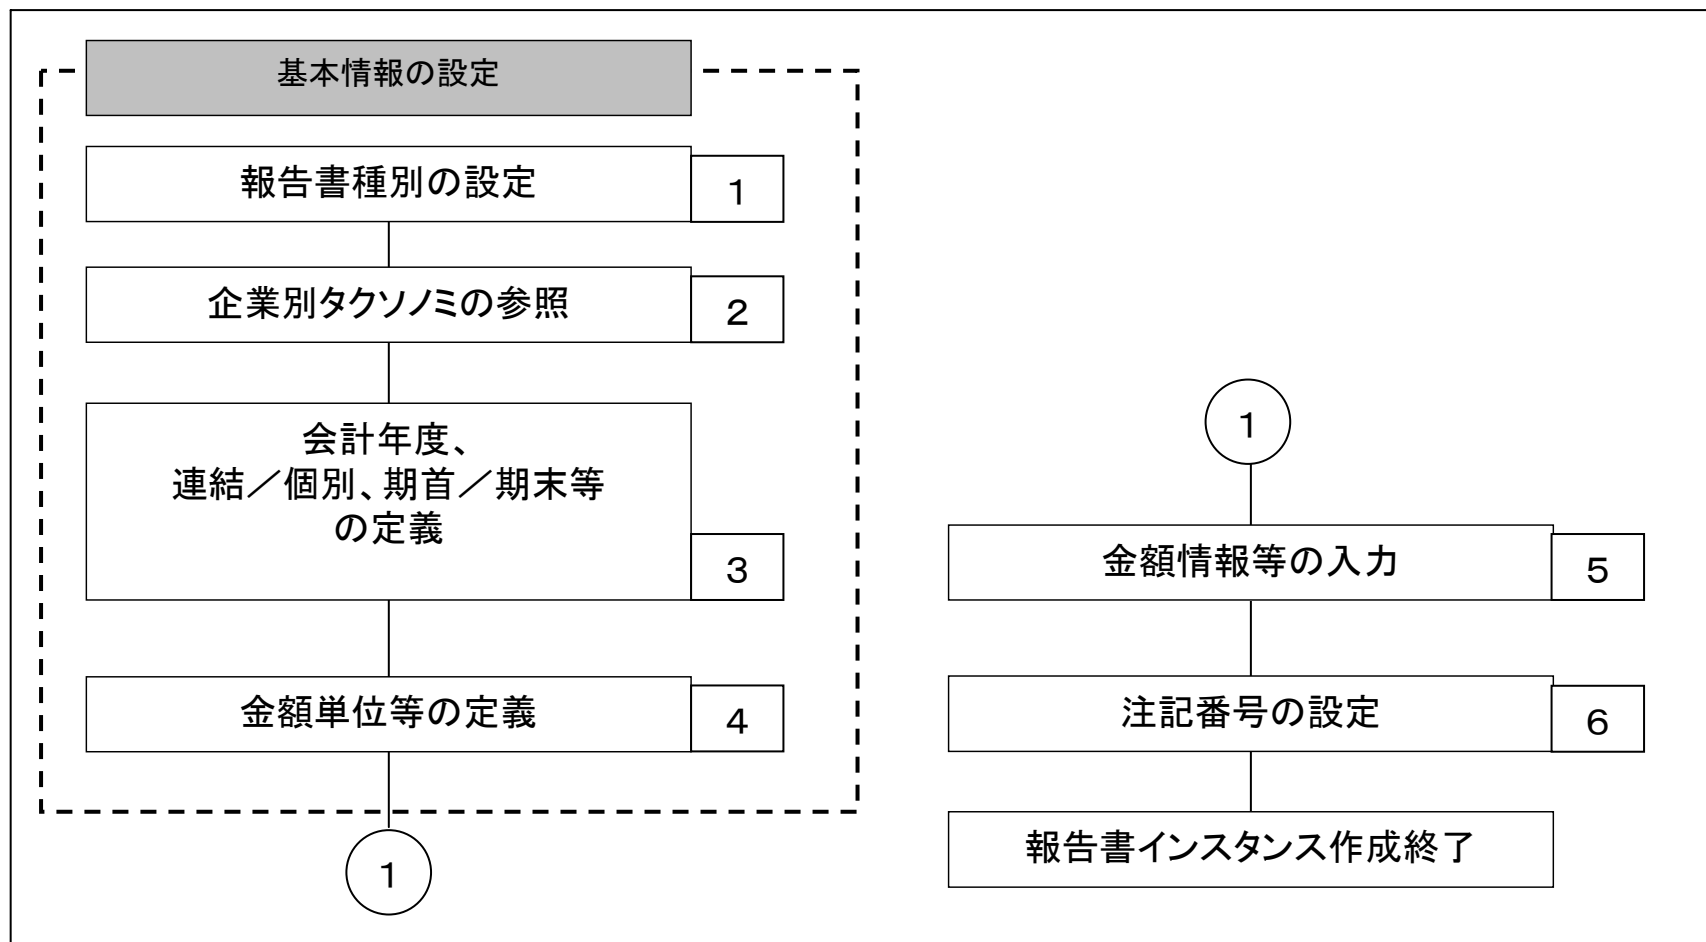 基本情報の設定
報告書種別の設定
1
企業別タクソノミの参照
2
会計年度、
連結／個別、期首／期末等
の定義
3
金額単位等の定義
4
1
1
金額情報等の入力
5
注記番号の設定
6
報告書インスタンス作成終了